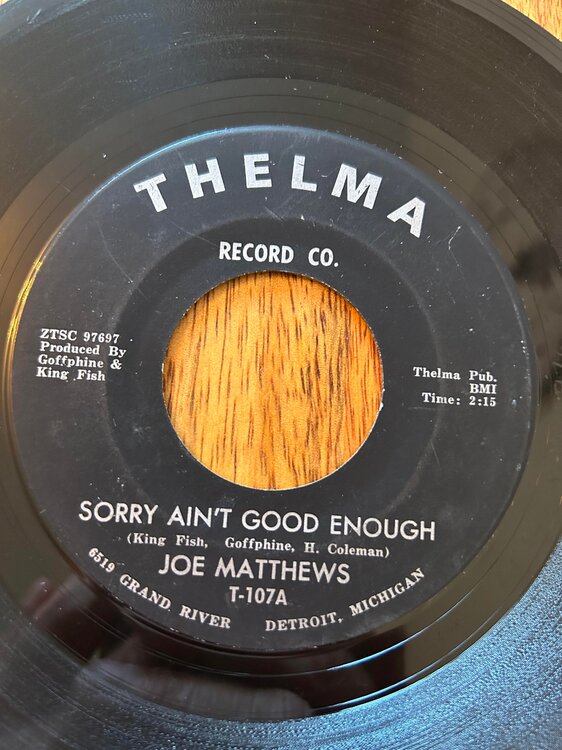 THELMA
RECORD CO.
ZTSC 97697
Produced By
Goffphine &
King Fish
Thelma Pub.
BMI
Time: 2:15
SORRY AIN'T GOOD ENOUGH
(King Fish, Goffphine, H. Coleman)
JOE MATTHEWS
T-107A
6519 GRAND RIVER DETROIT, MICHIGAN